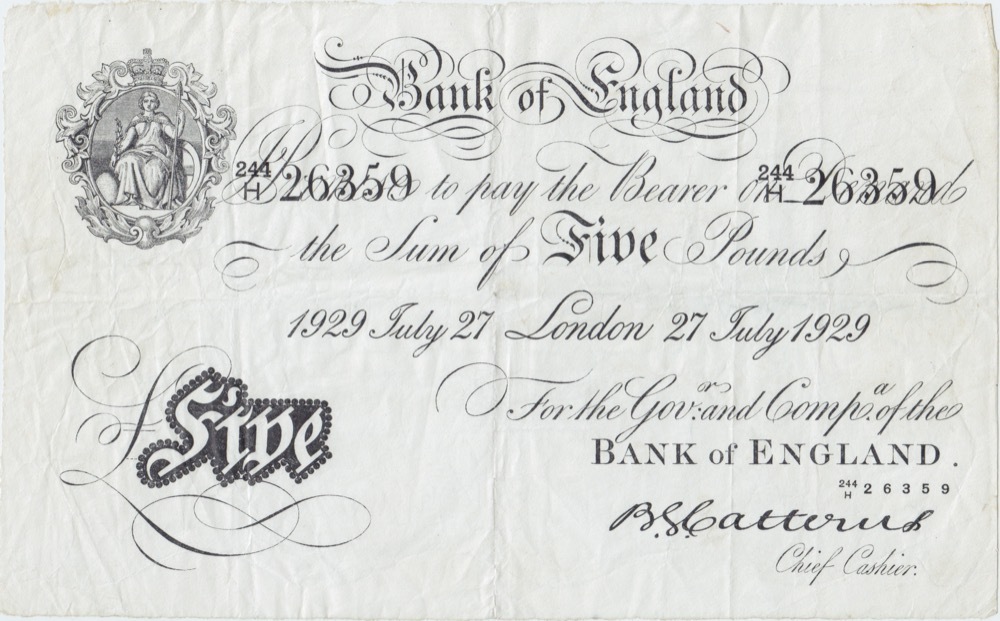 Bank of England
244/H 26359 to pay the Bearer on 244/H 26359
the Sum of Five Pounds,
1929 July 27 London 27 July 1929
For the Gov.r and Comp.a of the
BANK of ENGLAND.
£ Five
244/H 26359
B.G. Catterns
Chief Cashier.